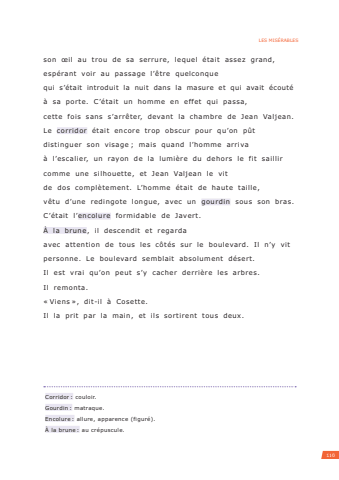 LES MISÉRABLES
son œil au trou de sa serrure, lequel était assez grand,
espérant voir au passage l’être quelconque
qui s’était introduit la nuit dans la masure et qui avait écouté
à sa porte. C’était un homme en effet qui passa,
cette fois sans s’arrêter, devant la chambre de Jean Valjean.
Le corridor était encore trop obscur pour qu’on pût
distinguer son visage ; mais quand l’homme arriva
à l’escalier, un rayon de la lumière du dehors le fit saillir
comme une silhouette, et Jean Valjean le vit
de dos complètement. L’homme était de haute taille,
vêtu d’une redingote longue, avec un gourdin sous son bras.
C’était l’encolure formidable de Javert.
À la brune, il descendit et regarda
avec attention de tous les côtés sur le boulevard. Il n’y vit
personne. Le boulevard semblait absolument désert.
Il est vrai qu’on peut s’y cacher derrière les arbres.
Il remonta.
« Viens », dit-il à Cosette.
Il la prit par la main, et ils sortirent tous deux.
Corridor : couloir.
Gourdin : matraque.
Encolure : allure, apparence (figuré).
À la brune : au crépuscule.